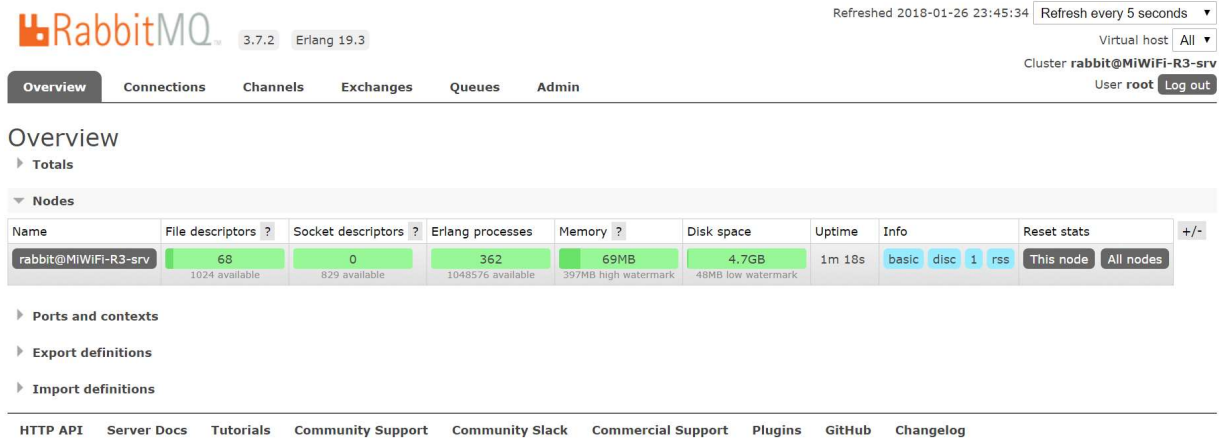 Refreshed 2018-01-26 23:45:34 Refresh every 5 seconds
RabbitMQ TM 3.7.2 Erlang 19.3
Virtual host All
Cluster rabbit@MiWiFi-R3-srv
User root Log out
Overview Connections Channels Exchanges Queues Admin
Overview
Totals
Nodes
Name File descriptors ? Socket descriptors ? Erlang processes Memory ? Disk space Uptime Info Reset stats +/-
rabbit@MiWiFi-R3-srv 68 0 362 69MB 4.7GB 1m 18s basic disc 1 rss This node All nodes
1024 available 829 available 1048576 available 397MB high watermark 48MB low watermark
Ports and contexts
Export definitions
Import definitions
HTTP API Server Docs Tutorials Community Support Community Slack Commercial Support Plugins GitHub Changelog